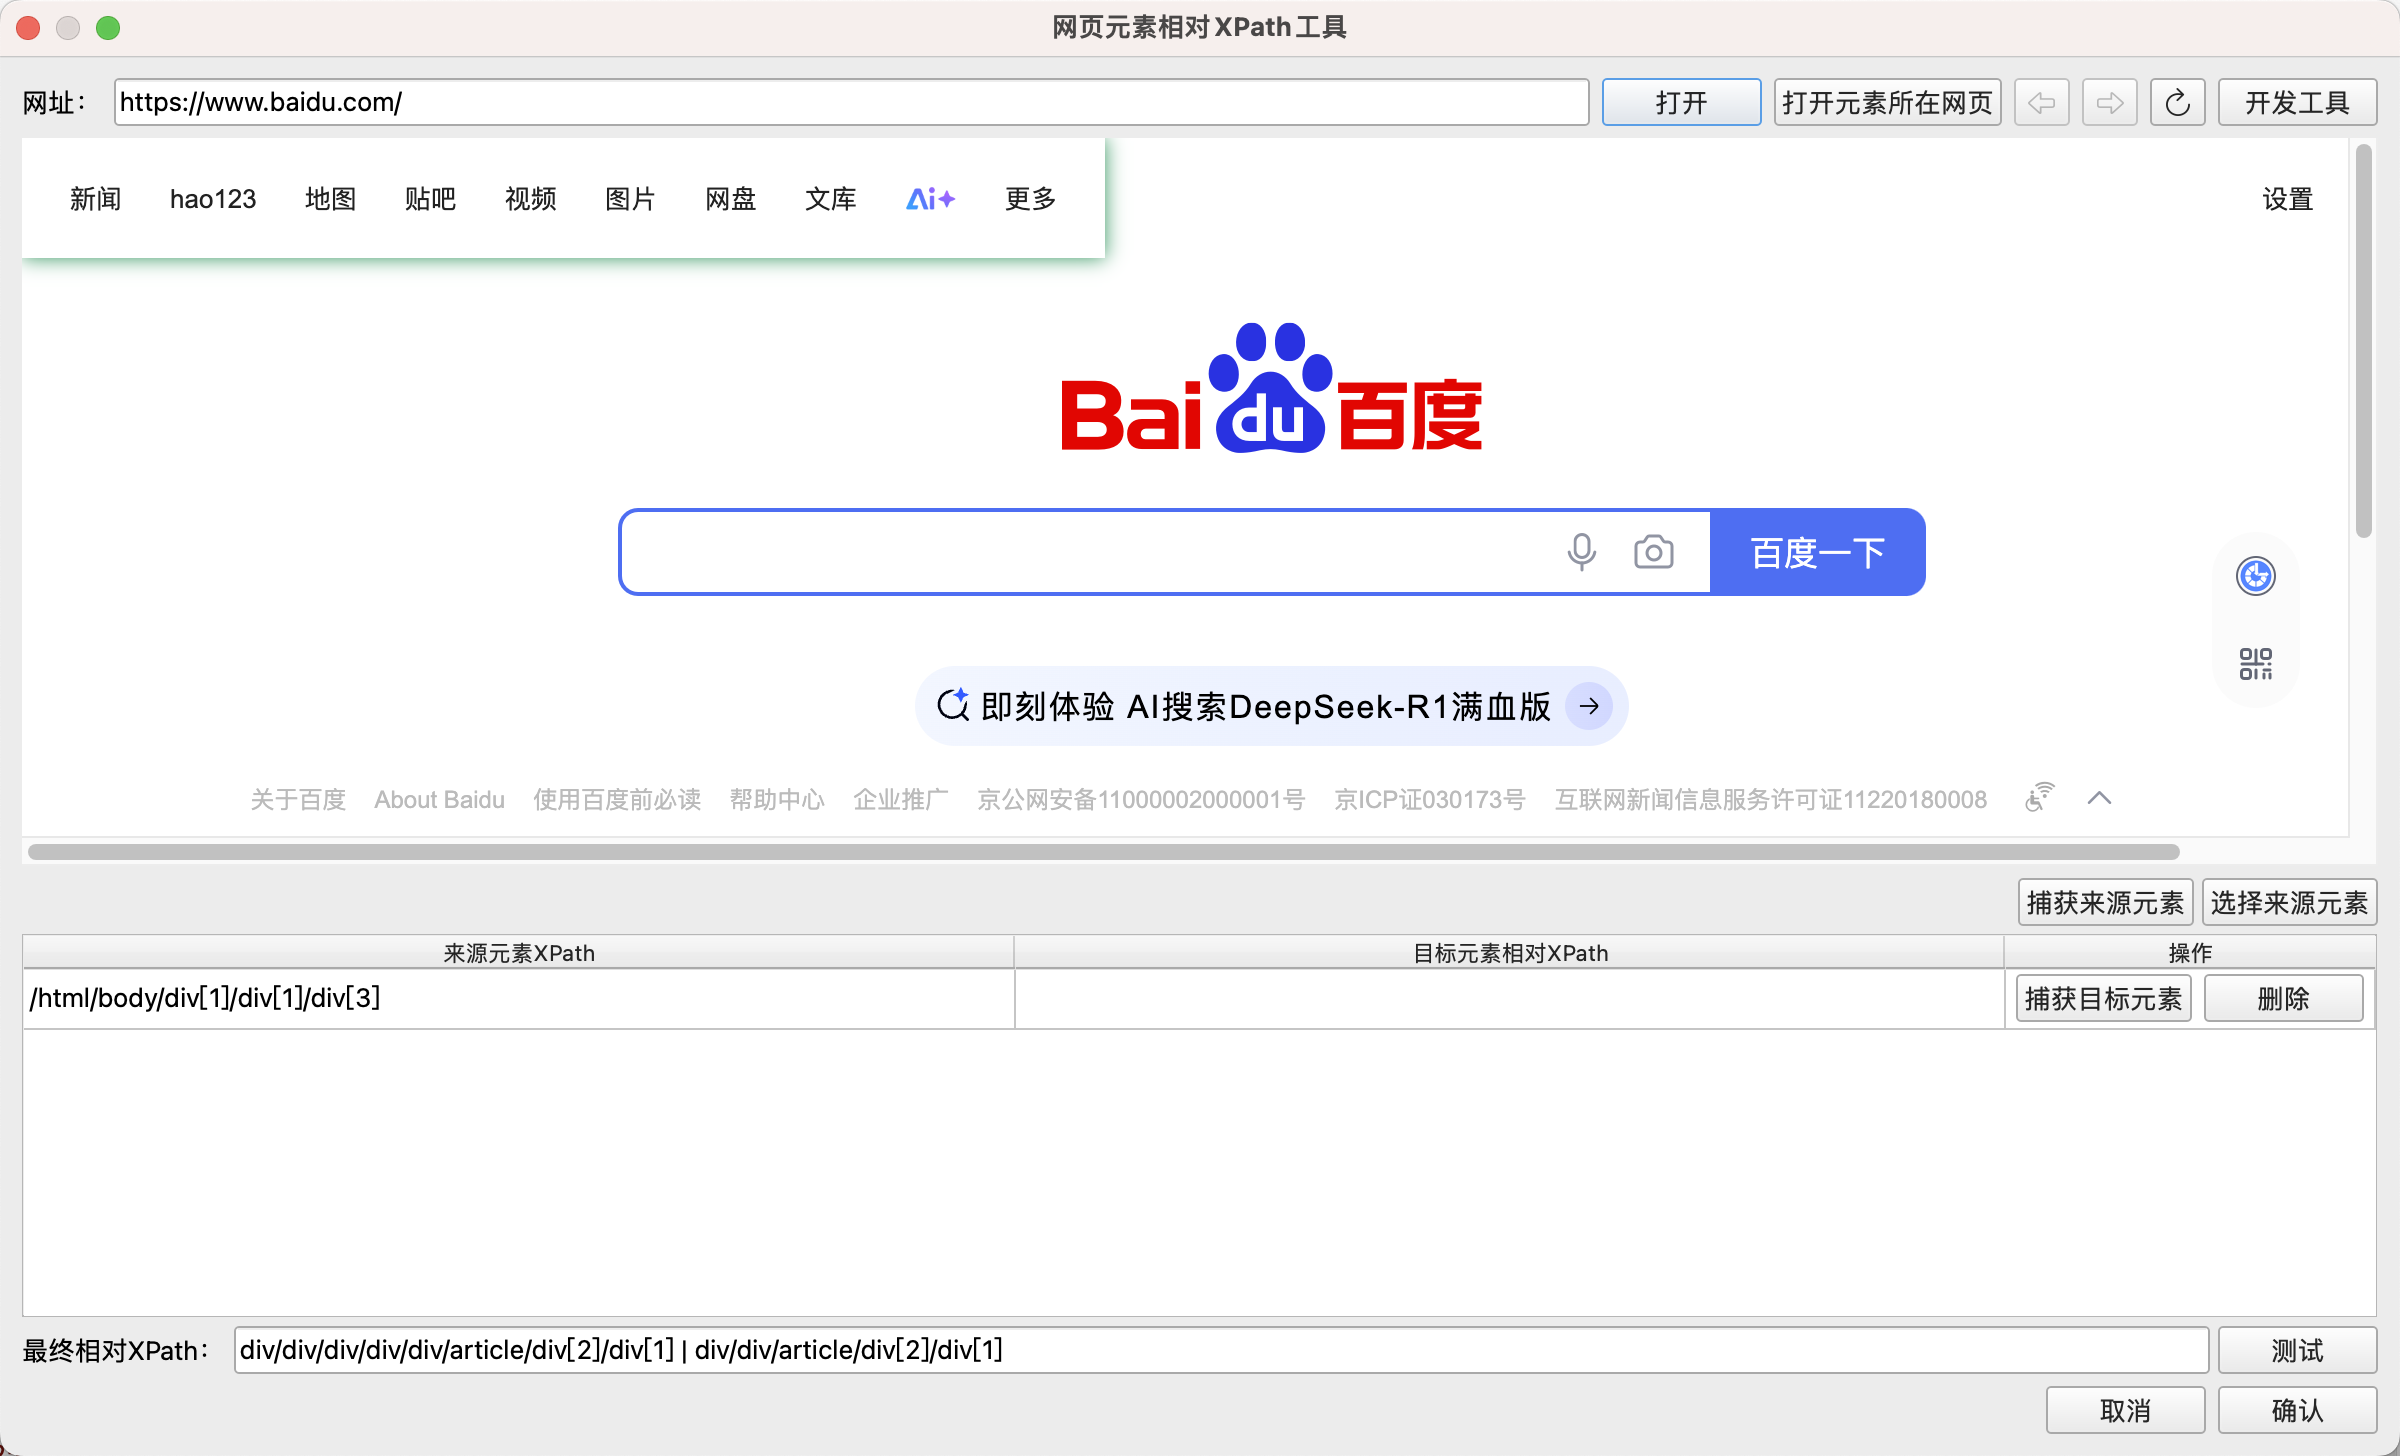 网页元素相对XPath工具
网址： https://www.baidu.com/ 打开 打开元素所在网页 开发工具
新闻 hao123 地图 贴吧 视频 图片 网盘 文库 Ai 更多 设置
Bai du 百度
百度一下
即刻体验 AI搜索DeepSeek-R1满血版
关于百度 About Baidu 使用百度前必读 帮助中心 企业推广 京公网安备11000002000001号 京ICP证030173号 互联网新闻信息服务许可证11220180008
捕获来源元素 选择来源元素
来源元素XPath 目标元素相对XPath 操作
/html/body/div[1]/div[1]/div[3] 捕获目标元素 删除
最终相对XPath： div/div/div/div/div/article/div[2]/div[1] | div/div/article/div[2]/div[1] 测试
取消 确认